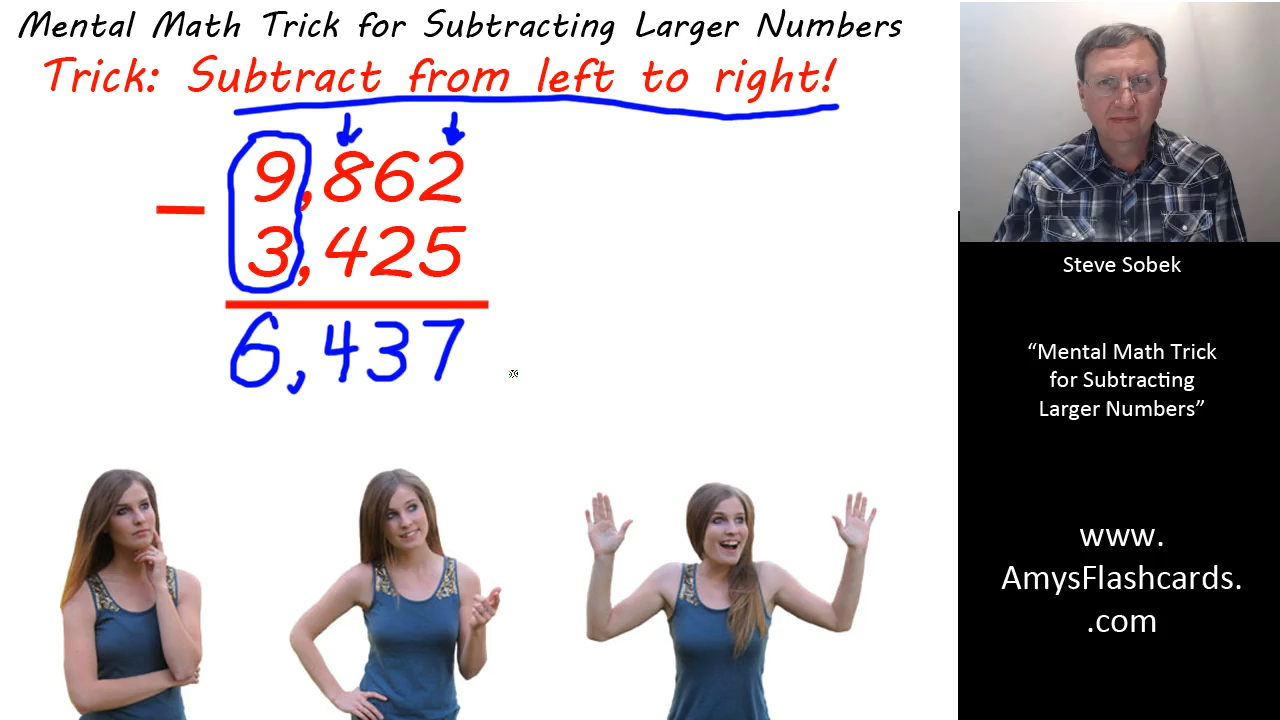 Mental Math Trick for Subtracting Larger Numbers
Trick: Subtract from left to right!
9,862
− 3,425
6,437
Steve Sobek
“Mental Math Trick
for Subtracting
Larger Numbers”
www.
AmysFlashcards.
.com